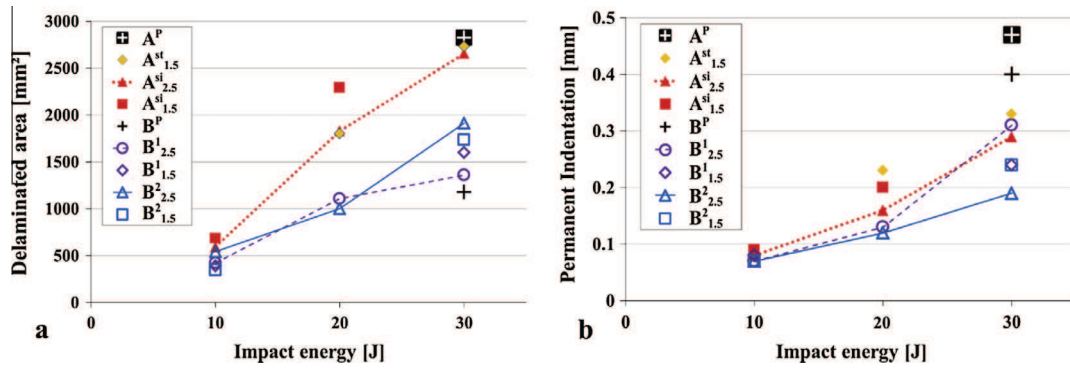 Delaminated area [mm²]
3000
2500
2000
1500
1000
500
0
A^P
A^st_1.5
A^si_2.5
A^si_1.5
B^P
B^1_2.5
B^1_1.5
B^2_2.5
B^2_1.5
0 10 20 30
Impact energy [J]
a
Permanent Indentation [mm]
0.5
0.4
0.3
0.2
0.1
0
A^P
A^st_1.5
A^si_2.5
A^si_1.5
B^P
B^1_2.5
B^1_1.5
B^2_2.5
B^2_1.5
0 10 20 30
Impact energy [J]
b